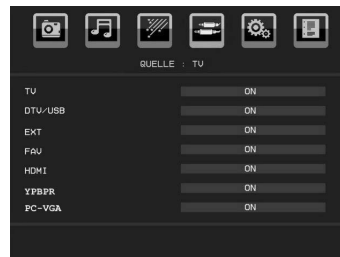 QUELLE : TV
TV ON
DTV/USB ON
EXT ON
FAV ON
HDMI ON
YPBPR ON
PC-VGA ON